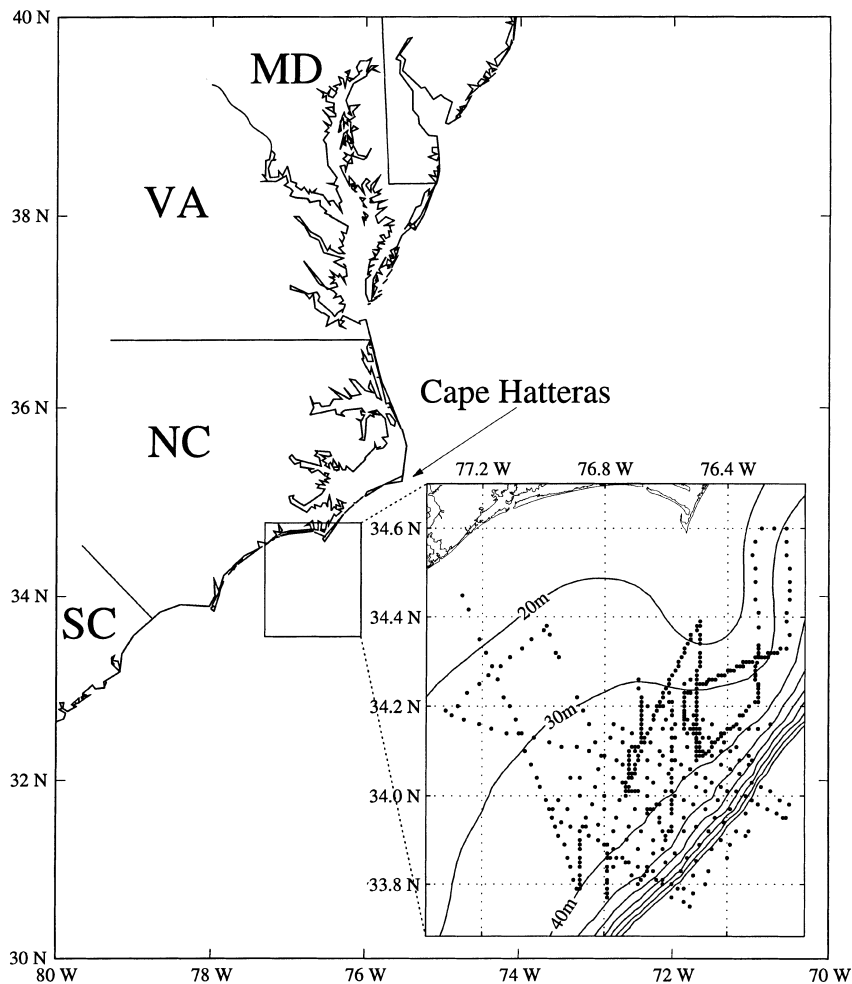 40 N
MD
VA
38 N
36 N
Cape Hatteras
NC
77.2 W 76.8 W 76.4 W
34.6 N
34 N
SC
20m
34.4 N
34.2 N
30m
32 N
34.0 N
33.8 N
40m
30 N
80 W 78 W 76 W 74 W 72 W 70 W